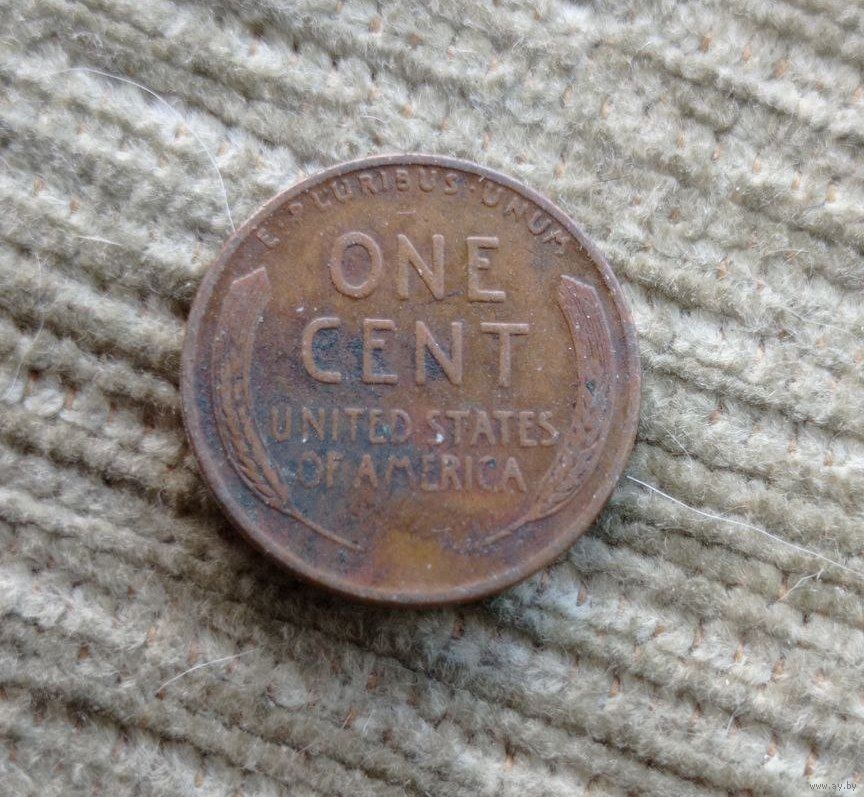 E·PLURIBUS·UNUM
ONE
CENT
UNITED STATES
OF AMERICA
www.ay.by